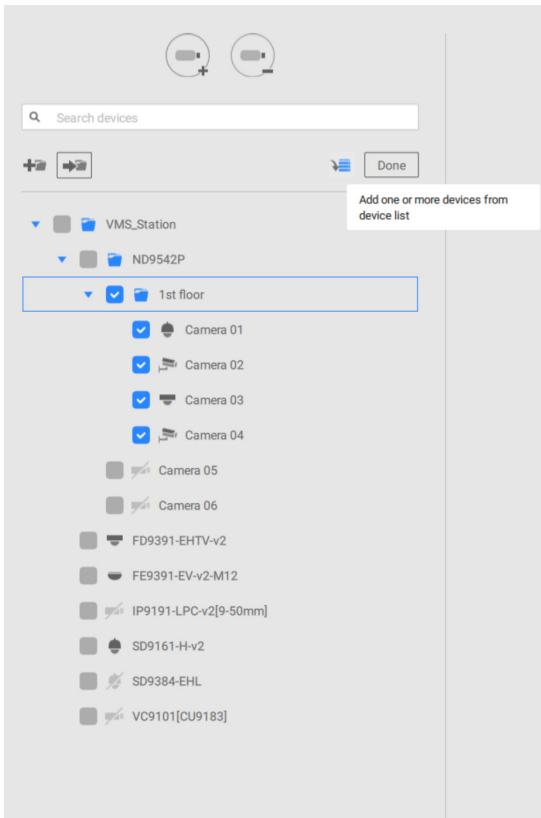 Search devices
Done
Add one or more devices from
device list
VMS_Station
ND9542P
1st floor
Camera 01
Camera 02
Camera 03
Camera 04
Camera 05
Camera 06
FD9391-EHTV-v2
FE9391-EV-v2-M12
IP9191-LPC-v2[9-50mm]
SD9161-H-v2
SD9384-EHL
VC9101[CU9183]